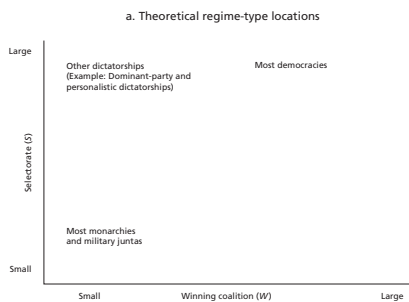 a. Theoretical regime-type locations
Large
Other dictatorships
(Example: Dominant-party and
personalistic dictatorships)
Most democracies
Selectorate (S)
Most monarchies
and military juntas
Small
Small
Winning coalition (W)
Large